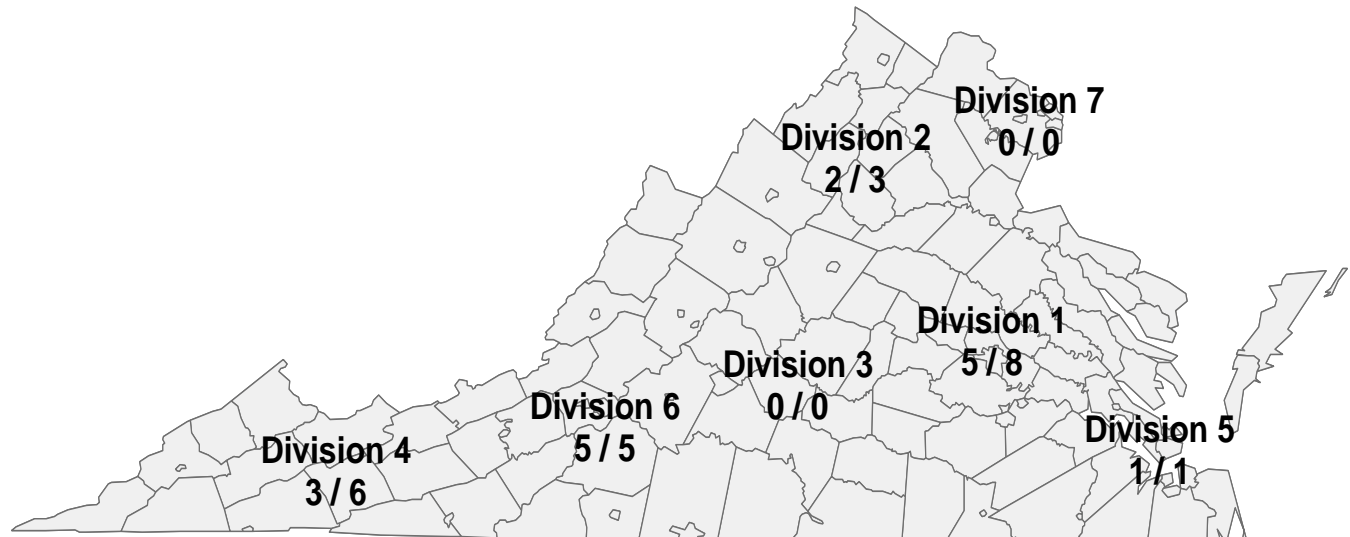 Division 7
0 / 0
Division 2
2 / 3
Division 1
5 / 8
Division 3
0 / 0
Division 6
5 / 5
Division 5
1 / 1
Division 4
3 / 6